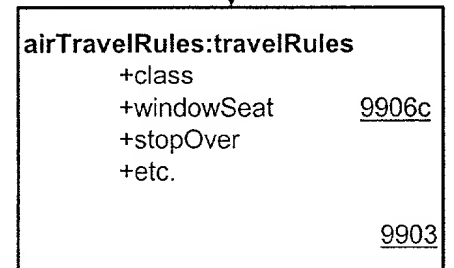 airTravelRules:travelRules
+class
+windowSeat 9906c
+stopOver
+etc.
9903